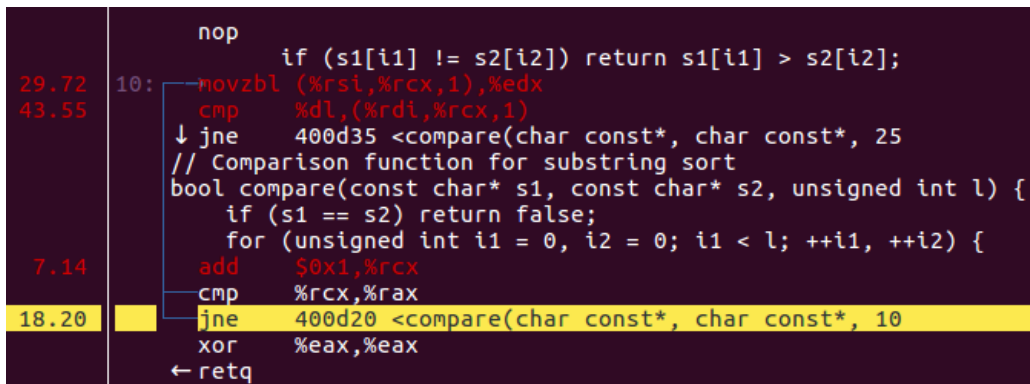 nop
if (s1[i1] != s2[i2]) return s1[i1] > s2[i2];
29.72 10: movzbl (%rsi,%rcx,1),%edx
43.55 cmp %dl,(%rdi,%rcx,1)
↓ jne 400d35 <compare(char const*, char const*, 25
// Comparison function for substring sort
bool compare(const char* s1, const char* s2, unsigned int l) {
if (s1 == s2) return false;
for (unsigned int i1 = 0, i2 = 0; i1 < l; ++i1, ++i2) {
7.14 add $0x1,%rcx
cmp %rcx,%rax
18.20 jne 400d20 <compare(char const*, char const*, 10
xor %eax,%eax
← retq